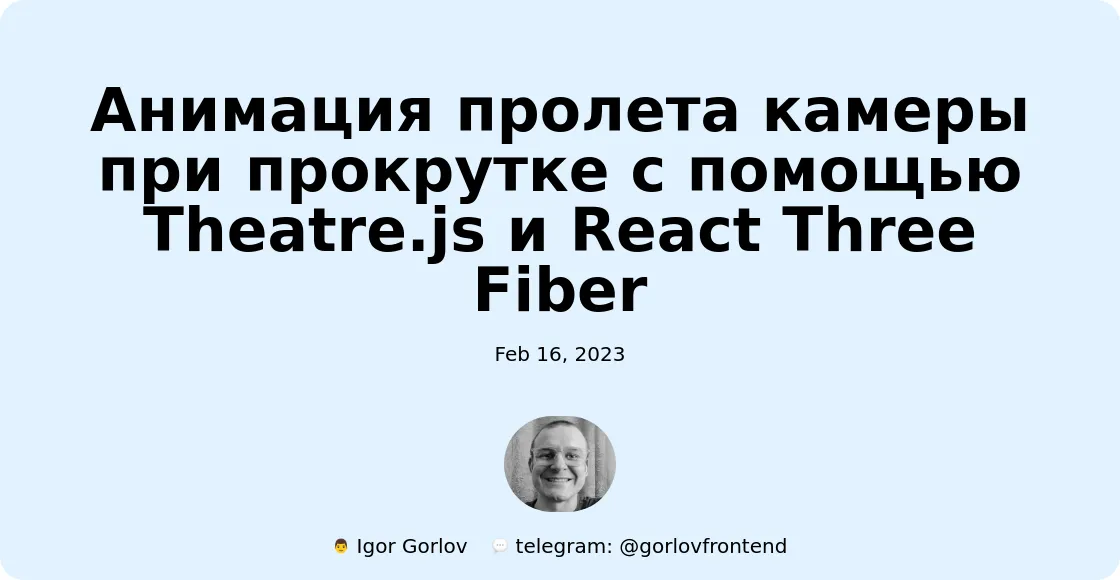 Анимация пролета камеры
при прокрутке с помощью
Theatre.js и React Three
Fiber
Feb 16, 2023
👨 Igor Gorlov 💬 telegram: @gorlovfrontend